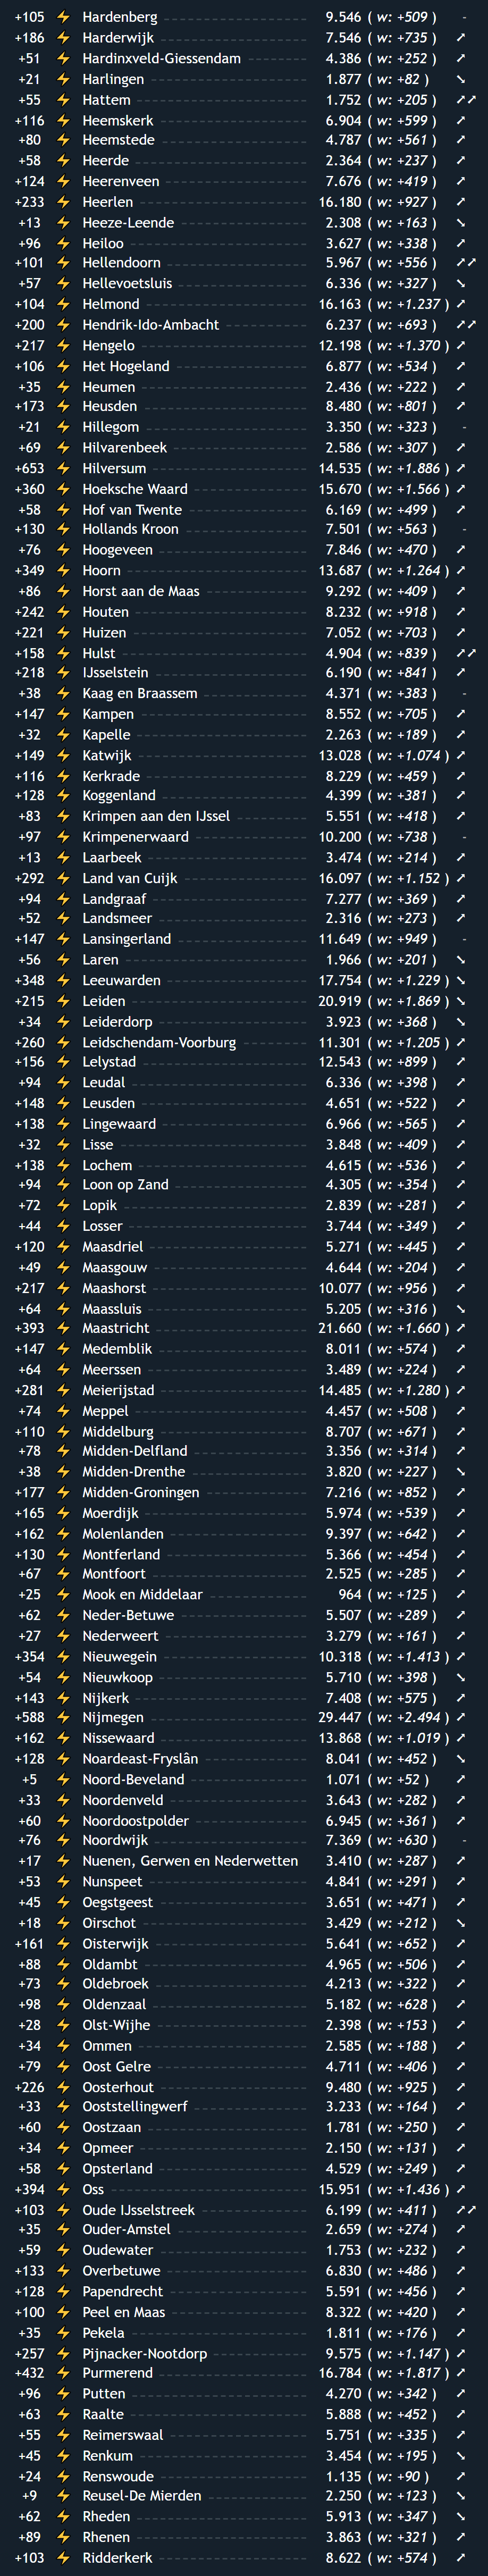 +105 ⚡ Hardenberg 9.546 ( w: +509 ) -
+186 ⚡ Harderwijk 7.546 ( w: +735 ) ↗
+51 ⚡ Hardinxveld-Giessendam 4.386 ( w: +252 ) ↗
+21 ⚡ Harlingen 1.877 ( w: +82 ) ↘
+55 ⚡ Hattem 1.752 ( w: +205 ) ↗↗
+116 ⚡ Heemskerk 6.904 ( w: +599 ) ↗
+80 ⚡ Heemstede 4.787 ( w: +561 ) ↗
+58 ⚡ Heerde 2.364 ( w: +237 ) ↗
+124 ⚡ Heerenveen 7.676 ( w: +419 ) ↗
+233 ⚡ Heerlen 16.180 ( w: +927 ) ↗
+13 ⚡ Heeze-Leende 2.308 ( w: +163 ) ↘
+96 ⚡ Heiloo 3.627 ( w: +338 ) ↗
+101 ⚡ Hellendoorn 5.967 ( w: +556 ) ↗↗
+57 ⚡ Hellevoetsluis 6.336 ( w: +327 ) ↘
+104 ⚡ Helmond 16.163 ( w: +1.237 ) ↗
+200 ⚡ Hendrik-Ido-Ambacht 6.237 ( w: +693 ) ↗↗
+217 ⚡ Hengelo 12.198 ( w: +1.370 ) ↗
+106 ⚡ Het Hogeland 6.877 ( w: +534 ) ↗
+35 ⚡ Heumen 2.436 ( w: +222 ) ↗
+173 ⚡ Heusden 8.480 ( w: +801 ) ↗
+21 ⚡ Hillegom 3.350 ( w: +323 ) -
+69 ⚡ Hilvarenbeek 2.586 ( w: +307 ) ↗
+653 ⚡ Hilversum 14.535 ( w: +1.886 ) ↗
+360 ⚡ Hoeksche Waard 15.670 ( w: +1.566 ) ↗
+58 ⚡ Hof van Twente 6.169 ( w: +499 ) ↗
+130 ⚡ Hollands Kroon 7.501 ( w: +563 ) -
+76 ⚡ Hoogeveen 7.846 ( w: +470 ) ↗
+349 ⚡ Hoorn 13.687 ( w: +1.264 ) ↗
+86 ⚡ Horst aan de Maas 9.292 ( w: +409 ) ↗
+242 ⚡ Houten 8.232 ( w: +918 ) ↗
+221 ⚡ Huizen 7.052 ( w: +703 ) ↗
+158 ⚡ Hulst 4.904 ( w: +839 ) ↗↗
+218 ⚡ IJsselstein 6.190 ( w: +841 ) ↗
+38 ⚡ Kaag en Braassem 4.371 ( w: +383 ) -
+147 ⚡ Kampen 8.552 ( w: +705 ) ↗
+32 ⚡ Kapelle 2.263 ( w: +189 ) ↗
+149 ⚡ Katwijk 13.028 ( w: +1.074 ) ↗
+116 ⚡ Kerkrade 8.229 ( w: +459 ) ↗
+128 ⚡ Koggenland 4.399 ( w: +381 ) ↗
+83 ⚡ Krimpen aan den IJssel 5.551 ( w: +418 ) ↗
+97 ⚡ Krimpenerwaard 10.200 ( w: +738 ) -
+13 ⚡ Laarbeek 3.474 ( w: +214 ) ↗
+292 ⚡ Land van Cuijk 16.097 ( w: +1.152 ) ↗
+94 ⚡ Landgraaf 7.277 ( w: +369 ) ↗
+52 ⚡ Landsmeer 2.316 ( w: +273 ) ↗
+147 ⚡ Lansingerland 11.649 ( w: +949 ) -
+56 ⚡ Laren 1.966 ( w: +201 ) ↘
+348 ⚡ Leeuwarden 17.754 ( w: +1.229 ) ↘
+215 ⚡ Leiden 20.919 ( w: +1.869 ) ↘
+34 ⚡ Leiderdorp 3.923 ( w: +368 ) ↘
+260 ⚡ Leidschendam-Voorburg 11.301 ( w: +1.205 ) ↗
+156 ⚡ Lelystad 12.543 ( w: +899 ) ↗
+94 ⚡ Leudal 6.336 ( w: +398 ) ↗
+148 ⚡ Leusden 4.651 ( w: +522 ) ↗
+138 ⚡ Lingewaard 6.966 ( w: +565 ) ↗
+32 ⚡ Lisse 3.848 ( w: +409 ) ↗
+138 ⚡ Lochem 4.615 ( w: +536 ) ↗
+94 ⚡ Loon op Zand 4.305 ( w: +354 ) ↗
+72 ⚡ Lopik 2.839 ( w: +281 ) ↗
+44 ⚡ Losser 3.744 ( w: +349 ) ↗
+120 ⚡ Maasdriel 5.271 ( w: +445 ) ↗
+49 ⚡ Maasgouw 4.644 ( w: +204 ) ↗
+217 ⚡ Maashorst 10.077 ( w: +956 ) ↗
+64 ⚡ Maassluis 5.205 ( w: +316 ) ↘
+393 ⚡ Maastricht 21.660 ( w: +1.660 ) ↗
+147 ⚡ Medemblik 8.011 ( w: +574 ) ↗
+64 ⚡ Meerssen 3.489 ( w: +224 ) ↗
+281 ⚡ Meierijstad 14.485 ( w: +1.280 ) ↗
+74 ⚡ Meppel 4.457 ( w: +508 ) ↗
+110 ⚡ Middelburg 8.707 ( w: +671 ) ↗
+78 ⚡ Midden-Delfland 3.356 ( w: +314 ) ↗
+38 ⚡ Midden-Drenthe 3.820 ( w: +227 ) ↘
+177 ⚡ Midden-Groningen 7.216 ( w: +852 ) ↗
+165 ⚡ Moerdijk 5.974 ( w: +539 ) ↗
+162 ⚡ Molenlanden 9.397 ( w: +642 ) ↗
+130 ⚡ Montferland 5.366 ( w: +454 ) ↗
+67 ⚡ Montfoort 2.525 ( w: +285 ) ↗
+25 ⚡ Mook en Middelaar 964 ( w: +125 ) ↗
+62 ⚡ Neder-Betuwe 5.507 ( w: +289 ) ↗
+27 ⚡ Nederweert 3.279 ( w: +161 ) ↗
+354 ⚡ Nieuwegein 10.318 ( w: +1.413 ) ↗
+54 ⚡ Nieuwkoop 5.710 ( w: +398 ) ↘
+143 ⚡ Nijkerk 7.408 ( w: +575 ) ↗
+588 ⚡ Nijmegen 29.447 ( w: +2.494 ) ↗
+162 ⚡ Nissewaard 13.868 ( w: +1.019 ) ↗
+128 ⚡ Noardeast-Fryslân 8.041 ( w: +452 ) ↘
+5 ⚡ Noord-Beveland 1.071 ( w: +52 ) ↗
+33 ⚡ Noordenveld 3.643 ( w: +282 ) ↗
+60 ⚡ Noordoostpolder 6.945 ( w: +361 ) ↗
+76 ⚡ Noordwijk 7.369 ( w: +630 ) -
+17 ⚡ Nuenen, Gerwen en Nederwetten 3.410 ( w: +287 ) ↗
+53 ⚡ Nunspeet 4.841 ( w: +291 ) ↗
+45 ⚡ Oegstgeest 3.651 ( w: +471 ) ↗
+18 ⚡ Oirschot 3.429 ( w: +212 ) ↘
+161 ⚡ Oisterwijk 5.641 ( w: +652 ) ↗
+88 ⚡ Oldambt 4.965 ( w: +506 ) ↗
+73 ⚡ Oldebroek 4.213 ( w: +322 ) ↗
+98 ⚡ Oldenzaal 5.182 ( w: +628 ) ↗
+28 ⚡ Olst-Wijhe 2.398 ( w: +153 ) ↗
+34 ⚡ Ommen 2.585 ( w: +188 ) ↗
+79 ⚡ Oost Gelre 4.711 ( w: +406 ) ↗
+226 ⚡ Oosterhout 9.480 ( w: +925 ) ↗
+33 ⚡ Ooststellingwerf 3.233 ( w: +164 ) ↗
+60 ⚡ Oostzaan 1.781 ( w: +250 ) ↗
+34 ⚡ Opmeer 2.150 ( w: +131 ) ↗
+58 ⚡ Opsterland 4.529 ( w: +249 ) ↗
+394 ⚡ Oss 15.951 ( w: +1.436 ) ↗
+103 ⚡ Oude IJsselstreek 6.199 ( w: +411 ) ↗↗
+35 ⚡ Ouder-Amstel 2.659 ( w: +274 ) ↗
+59 ⚡ Oudewater 1.753 ( w: +232 ) ↗
+133 ⚡ Overbetuwe 6.830 ( w: +486 ) ↗
+128 ⚡ Papendrecht 5.591 ( w: +456 ) ↗
+100 ⚡ Peel en Maas 8.322 ( w: +420 ) ↗
+35 ⚡ Pekela 1.811 ( w: +176 ) ↗
+257 ⚡ Pijnacker-Nootdorp 9.575 ( w: +1.147 ) ↗
+432 ⚡ Purmerend 16.784 ( w: +1.817 ) ↗
+96 ⚡ Putten 4.270 ( w: +342 ) ↗
+63 ⚡ Raalte 5.888 ( w: +452 ) ↗
+55 ⚡ Reimerswaal 5.751 ( w: +335 ) ↗
+45 ⚡ Renkum 3.454 ( w: +195 ) ↘
+24 ⚡ Renswoude 1.135 ( w: +90 ) ↗
+9 ⚡ Reusel-De Mierden 2.250 ( w: +123 ) ↘
+62 ⚡ Rheden 5.913 ( w: +347 ) ↘
+89 ⚡ Rhenen 3.863 ( w: +321 ) ↗
+103 ⚡ Ridderkerk 8.622 ( w: +574 ) ↗